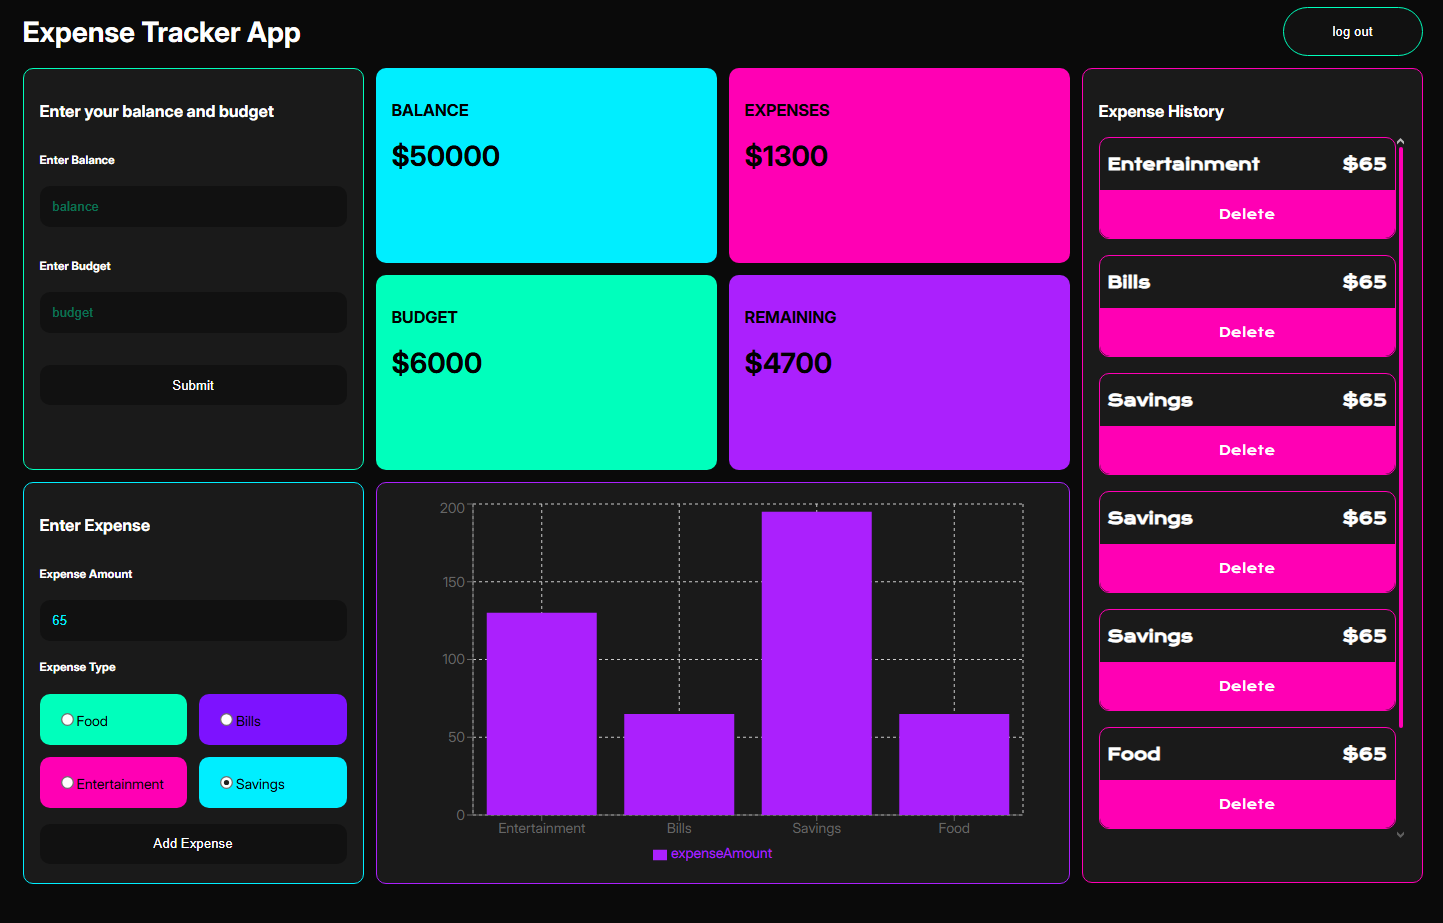 Expense Tracker App
log out
Enter your balance and budget
Enter Balance
balance
Enter Budget
budget
Submit
BALANCE
$50000
EXPENSES
$1300
BUDGET
$6000
REMAINING
$4700
Enter Expense
Expense Amount
65
Expense Type
Food
Bills
Entertainment
Savings
Add Expense
200
150
100
50
0
Entertainment Bills Savings Food
expenseAmount
Expense History
Entertainment $65
Delete
Bills $65
Delete
Savings $65
Delete
Savings $65
Delete
Savings $65
Delete
Food $65
Delete